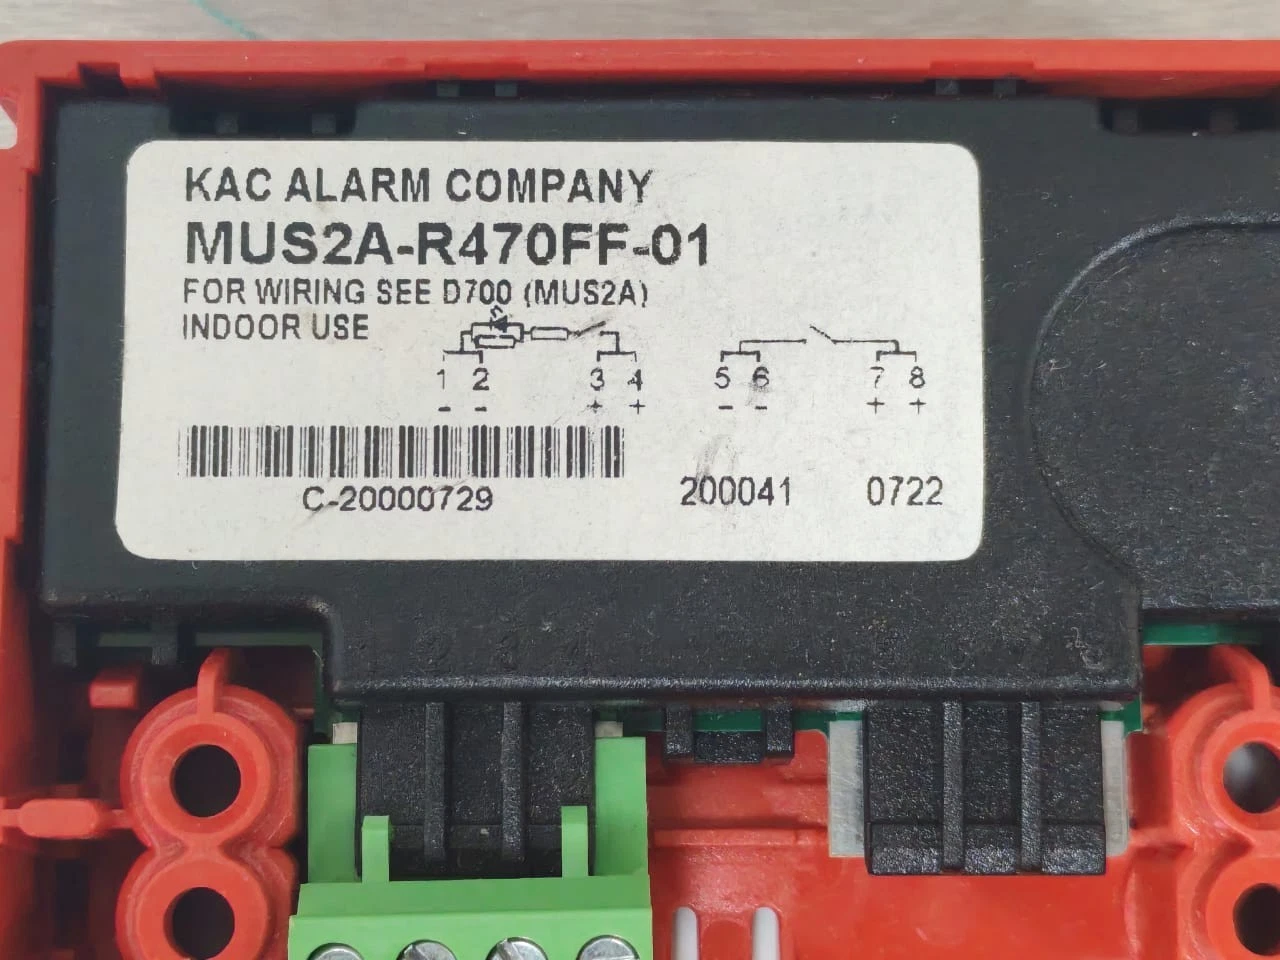 KAC ALARM COMPANY
MUS2A-R470FF-01
FOR WIRING SEE D700 (MUS2A)
INDOOR USE
1 2 3 4 5 6 7 8
- - + + - - + +
C-20000729 200041 0722